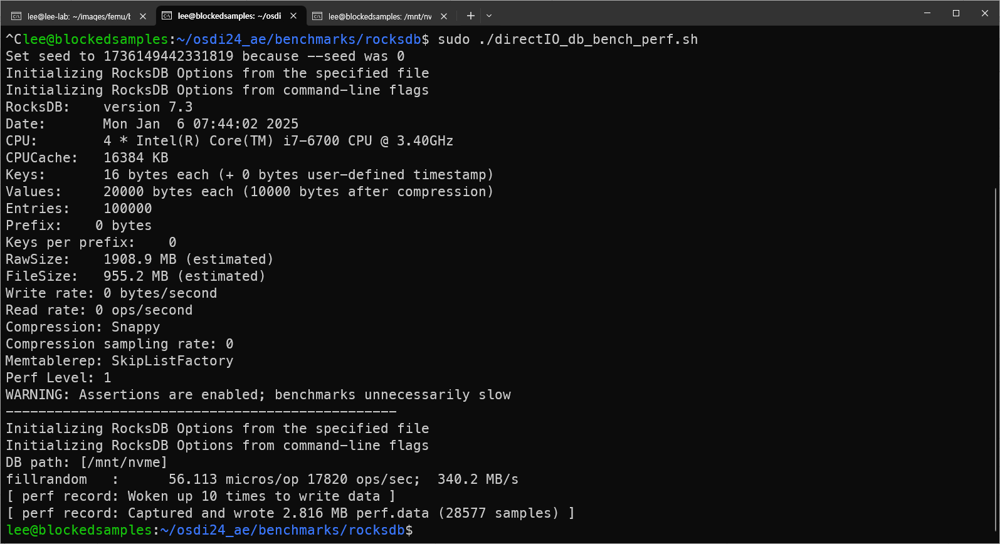 lee@lee-lab: ~/images/femu/b
lee@blockedsamples: ~/osdi
lee@blockedsamples: /mnt/nv
^Clee@blockedsamples:~/osdi24_ae/benchmarks/rocksdb$ sudo ./directIO_db_bench_perf.sh
Set seed to 1736149442331819 because --seed was 0
Initializing RocksDB Options from the specified file
Initializing RocksDB Options from command-line flags
RocksDB:    version 7.3
Date:       Mon Jan  6 07:44:02 2025
CPU:        4 * Intel(R) Core(TM) i7-6700 CPU @ 3.40GHz
CPUCache:   16384 KB
Keys:       16 bytes each (+ 0 bytes user-defined timestamp)
Values:     20000 bytes each (10000 bytes after compression)
Entries:    100000
Prefix:    0 bytes
Keys per prefix:    0
RawSize:    1908.9 MB (estimated)
FileSize:   955.2 MB (estimated)
Write rate: 0 bytes/second
Read rate: 0 ops/second
Compression: Snappy
Compression sampling rate: 0
Memtablerep: SkipListFactory
Perf Level: 1
WARNING: Assertions are enabled; benchmarks unnecessarily slow
------------------------------------------------
Initializing RocksDB Options from the specified file
Initializing RocksDB Options from command-line flags
DB path: [/mnt/nvme]
fillrandom   :      56.113 micros/op 17820 ops/sec;  340.2 MB/s
[ perf record: Woken up 10 times to write data ]
[ perf record: Captured and wrote 2.816 MB perf.data (28577 samples) ]
lee@blockedsamples:~/osdi24_ae/benchmarks/rocksdb$